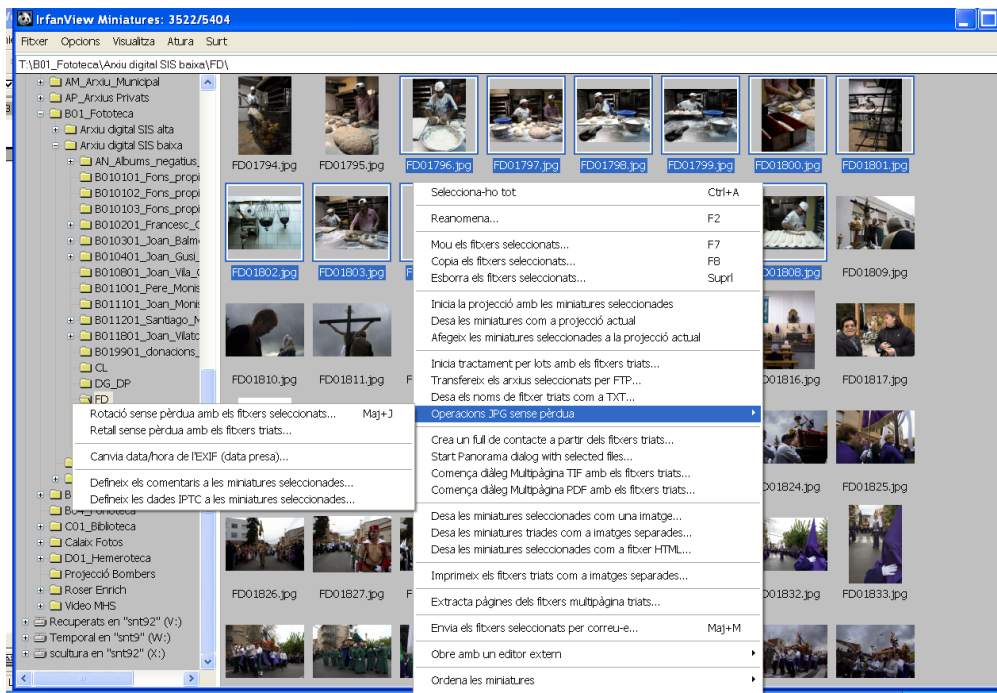 IrfanView Miniatures: 3522/5404
Fitxer Opcions Visualitza Atura Surt
T:\B01_Fototeca\Arxiu digital SIS baixa\FD\
AM_Arxiu_Municipal
AP_Arxius Privats
B01_Fototeca
Arxiu digital SIS alta
Arxiu digital SIS baixa
AN_Albums_negatius_
B010101_Fons_propi
B010102_Fons_propi
B010103_Fons_propi
B010201_Francesc_
B010301_Joan_Balm
B010401_Joan_Gusi_
B010801_Joan_Vila_
B011001_Pere_Monis
B011101_Joan_Monis
B011201_Santiago_M
B011801_Joan_Vilato
B019901_donacions_
CL
DG_DP
FD
C01_Biblioteca
Calaix Fotos
D01_Hemeroteca
Projecció Bombers
Roser Enrich
Video MHS
Recuperats en "snt92" (V:)
Temporal en "snt9" (W:)
scultura en "snt92" (X:)
FD01794.jpg FD01795.jpg FD01796.jpg FD01797.jpg FD01798.jpg FD01799.jpg FD01800.jpg FD01801.jpg
FD01802.jpg FD01803.jpg FD01808.jpg FD01809.jpg
FD01810.jpg FD01811.jpg D01816.jpg FD01817.jpg
D01824.jpg FD01825.jpg
FD01826.jpg FD01827.jpg D01832.jpg FD01833.jpg
Selecciona-ho tot Ctrl+A
Reanomena... F2
Mou els fitxers seleccionats... F7
Copia els fitxers seleccionats... F8
Esborra els fitxers seleccionats... Suprl
Inicia la projecció amb les miniatures seleccionades
Desa les miniatures com a projecció actual
Afegeix les miniatures seleccionades a la projecció actual
Inicia tractament per lots amb els fitxers triats...
Transfereix els arxius seleccionats per FTP...
Desa els noms de fitxer triats com a TXT...
Operacions JPG sense pèrdua
Crea un full de contacte a partir dels fitxers triats...
Start Panorama dialog with selected files...
Comença diàleg Multipàgina TIF amb els fitxers triats...
Comença diàleg Multipàgina PDF amb els fitxers triats...
Desa les miniatures seleccionades com una imatge...
Desa les miniatures triades com a imatges separades...
Desa les miniatures seleccionades com a fitxer HTML...
Imprimeix els fitxers triats com a imatges separades...
Extracta pàgines dels fitxers multipàgina triats...
Envia els fitxers seleccionats per correu-e... Maj+M
Obre amb un editor extern
Ordena les miniatures
Rotació sense pèrdua amb els fitxers seleccionats... Maj+J
Retall sense pèrdua amb els fitxers triats...
Canvia data/hora de l'EXIF (data presa)...
Defineix els comentaris a les miniatures seleccionades...
Defineix les dades IPTC a les miniatures seleccionades...